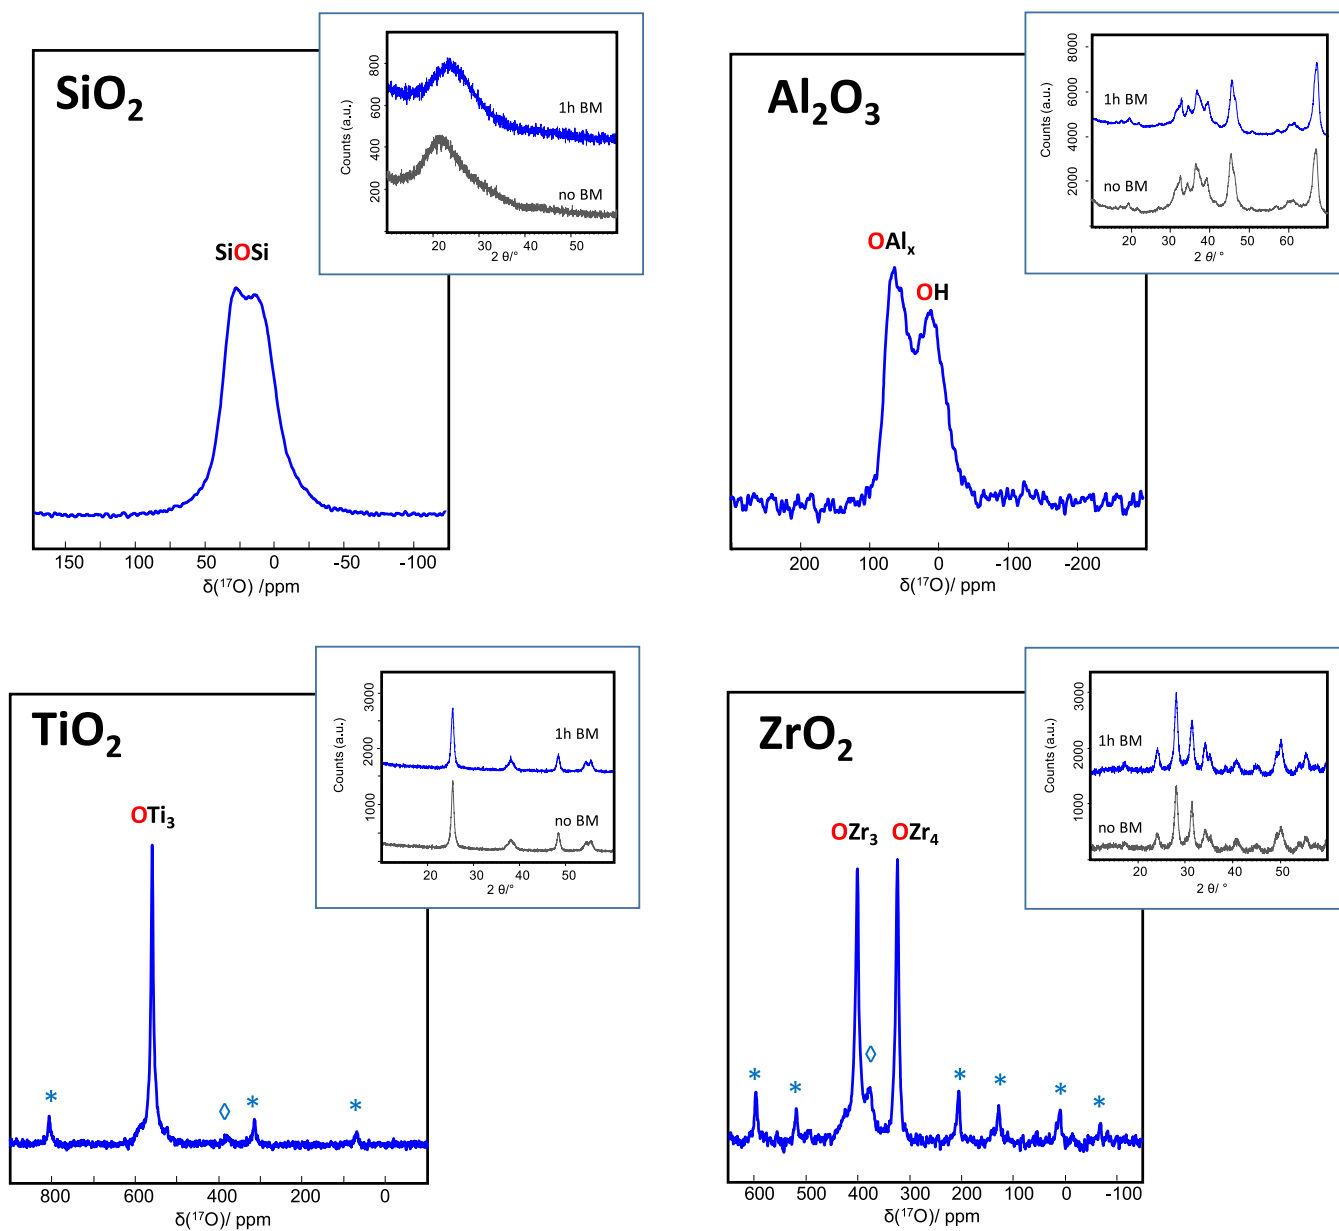 SiO2
800
600
400
200
Counts (a.u.)
1h BM
no BM
20 30 40 50
2 θ/ °
SiOSi
150 100 50 0 -50 -100
δ(17O) /ppm
Al2O3
8000
6000
4000
2000
Counts (a.u.)
1h BM
no BM
20 30 40 50 60
2 θ/ °
OAlx
OH
200 100 0 -100 -200
δ(17O)/ ppm
TiO2
3000
2000
1000
Counts (a.u.)
1h BM
no BM
20 30 40 50
2 θ/°
OTi3
* ◊ * *
800 600 400 200 0
δ(17O)/ ppm
ZrO2
3000
2000
1000
Counts (a.u.)
1h BM
no BM
20 30 40 50
2 θ/ °
OZr3 OZr4
◊
* * * * * *
600 500 400 300 200 100 0 -100
δ(17O)/ ppm